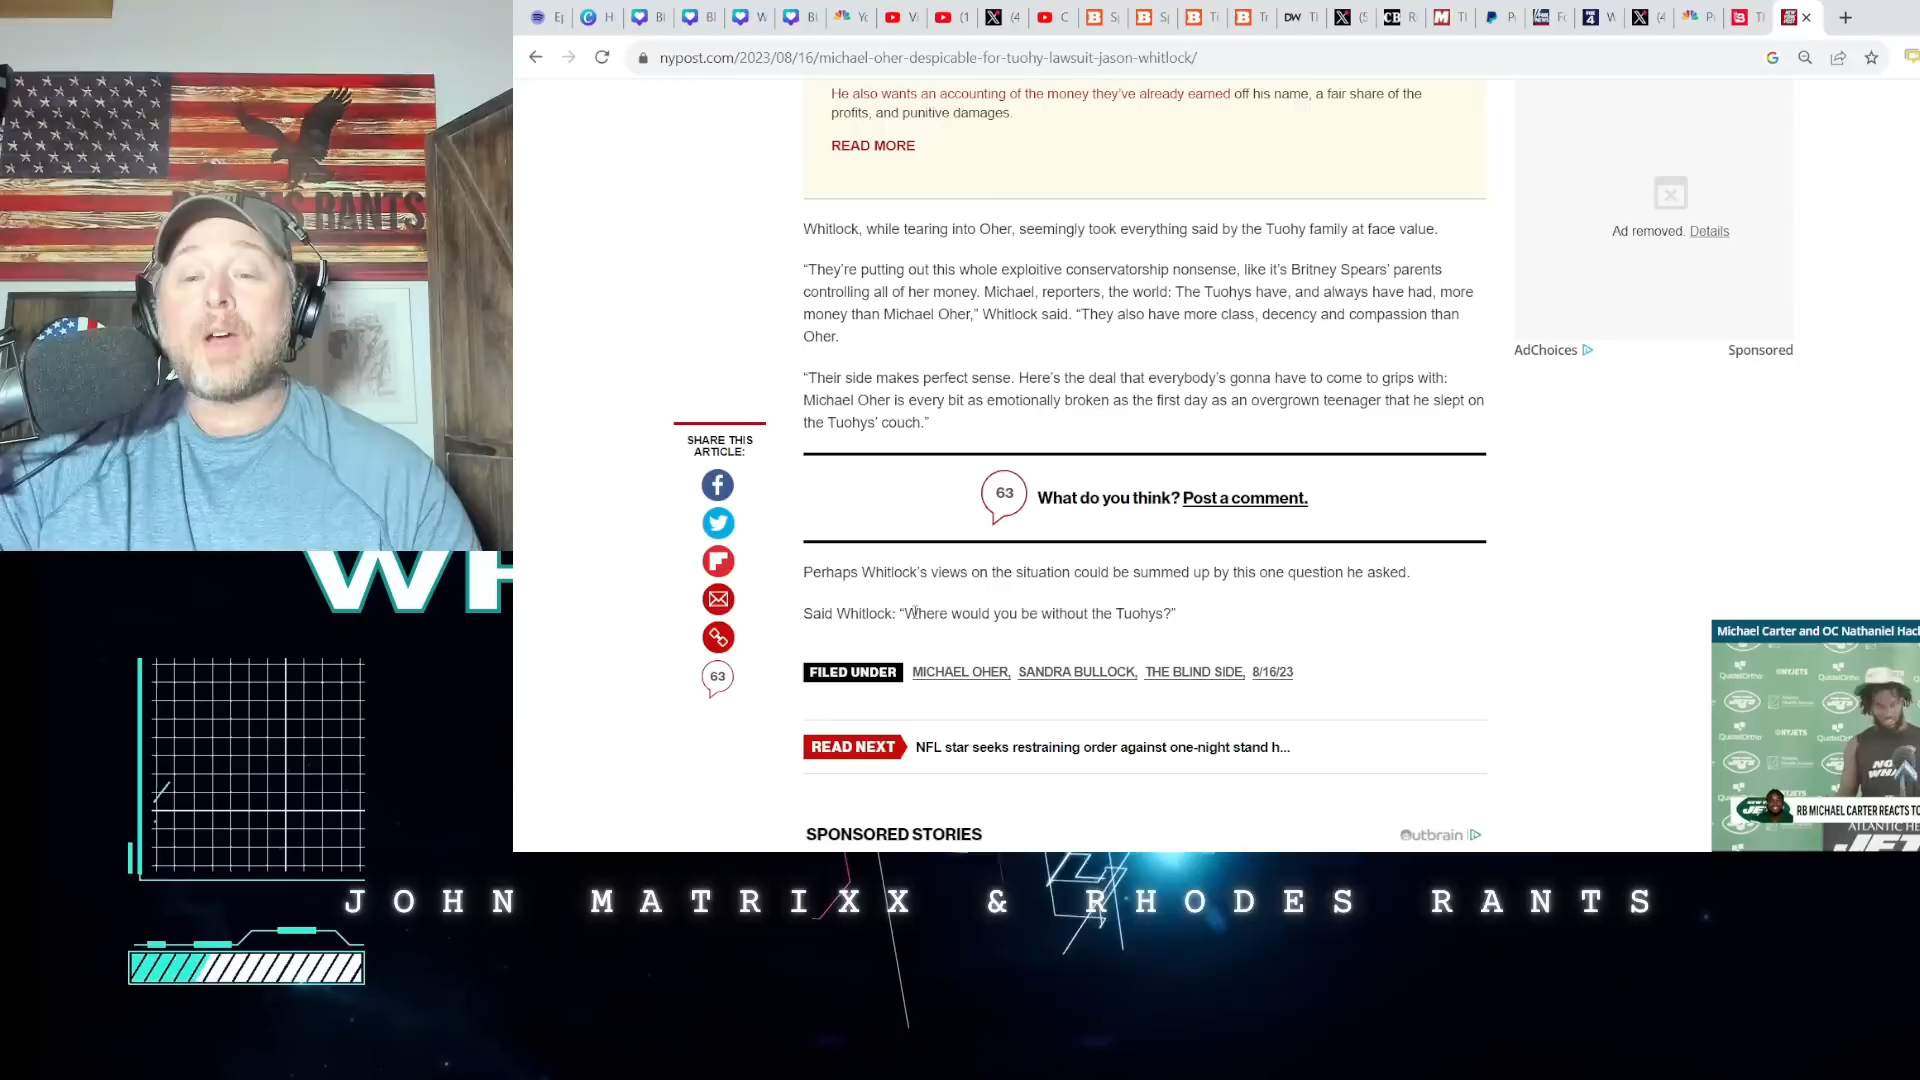 nypost.com/2023/08/16/michael-oher-despicable-for-tuohy-lawsuit-jason-whitlock/
He also wants an accounting of the money they've already earned off his name, a fair share of the
profits, and punitive damages.
READ MORE
Ad removed. Details
AdChoices
Sponsored
Whitlock, while tearing into Oher, seemingly took everything said by the Tuohy family at face value.
“They’re putting out this whole exploitive conservatorship nonsense, like it’s Britney Spears’ parents
controlling all of her money. Michael, reporters, the world: The Tuohys have, and always have had, more
money than Michael Oher,” Whitlock said. “They also have more class, decency and compassion than
Oher.
“Their side makes perfect sense. Here’s the deal that everybody’s gonna have to come to grips with:
Michael Oher is every bit as emotionally broken as the first day as an overgrown teenager that he slept on
the Tuohys’ couch.”
SHARE THIS
ARTICLE:
63
63 What do you think? Post a comment.
Perhaps Whitlock’s views on the situation could be summed up by this one question he asked.
Said Whitlock: “Where would you be without the Tuohys?”
FILED UNDER MICHAEL OHER, SANDRA BULLOCK, THE BLIND SIDE, 8/16/23
READ NEXT NFL star seeks restraining order against one-night stand h...
SPONSORED STORIES
Outbrain
Michael Carter and OC Nathaniel Hac
RB MICHAEL CARTER REACTS TO
RANTS
WH
JOHN MATRIXX & RHODES RANTS